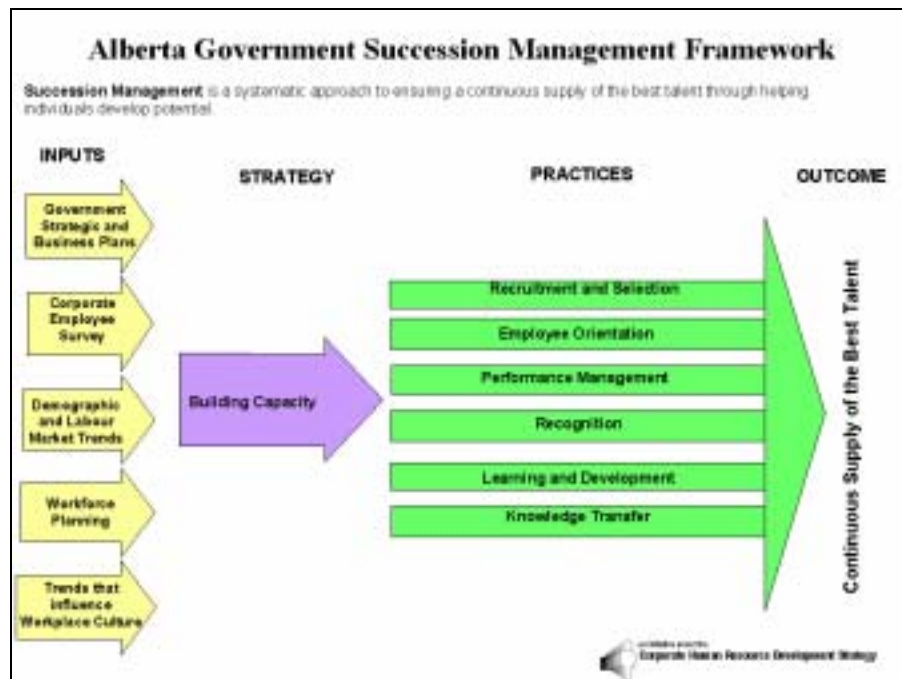 Alberta Government Succession Management Framework
Succession Management is a systematic approach to ensuring a continuous supply of the best talent through helping
individuals develop potential.
INPUTS
STRATEGY
PRACTICES
OUTCOME
Government
Strategic and
Business Plans
Corporate
Employee
Survey
Demographic
and Labour
Market Trends
Workforce
Planning
Trends that
influence
Workplace Culture
Building Capacity
Recruitment and Selection
Employee Orientation
Performance Management
Recognition
Learning and Development
Knowledge Transfer
Continuous Supply of the Best Talent
Corporate Human Resource Development Strategy